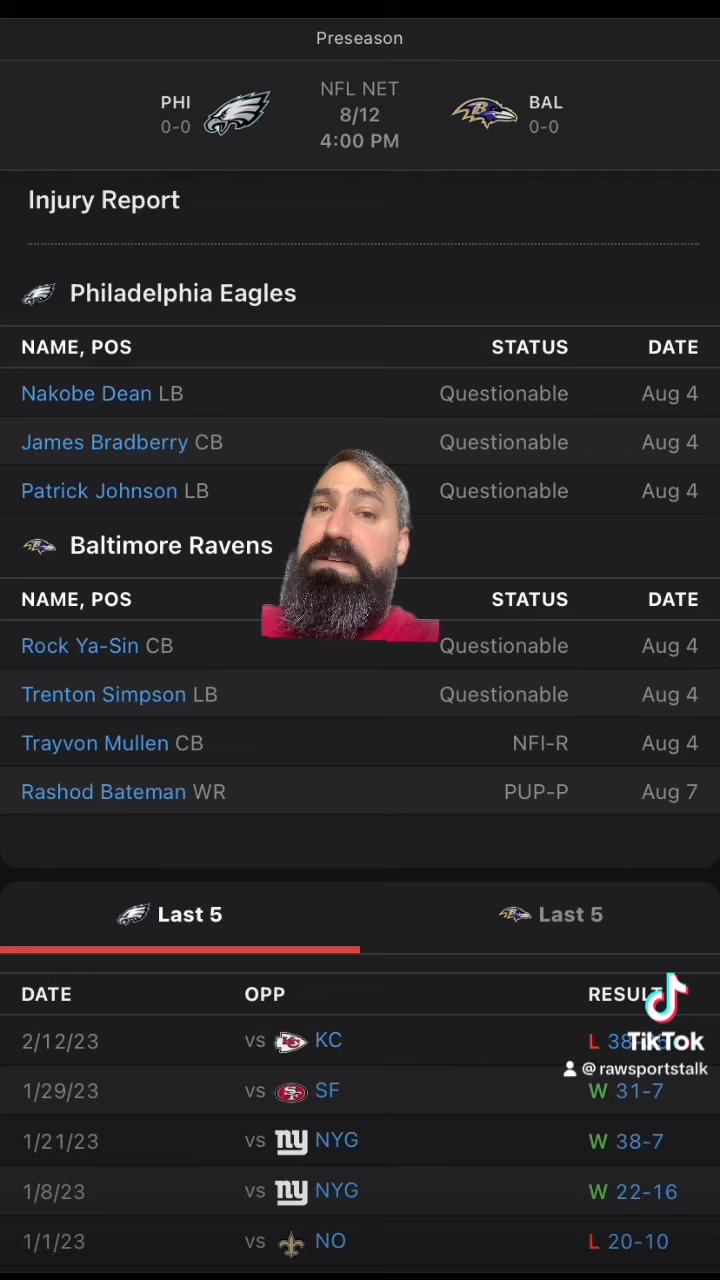 Preseason
PHI
0-0
NFL NET
8/12
4:00 PM
BAL
0-0
Injury Report
Philadelphia Eagles
NAME, POS STATUS DATE
Nakobe Dean LB Questionable Aug 4
James Bradberry CB Questionable Aug 4
Patrick Johnson LB Questionable Aug 4
Baltimore Ravens
NAME, POS STATUS DATE
Rock Ya-Sin CB Questionable Aug 4
Trenton Simpson LB Questionable Aug 4
Trayvon Mullen CB NFI-R Aug 4
Rashod Bateman WR PUP-P Aug 7
Last 5 Last 5
DATE OPP RESULT
2/12/23 vs KC L
1/29/23 vs SF W 31-7
1/21/23 vs ny NYG W 38-7
1/8/23 vs ny NYG W 22-16
1/1/23 vs NO L 20-10
TikTok
@rawsportstalk